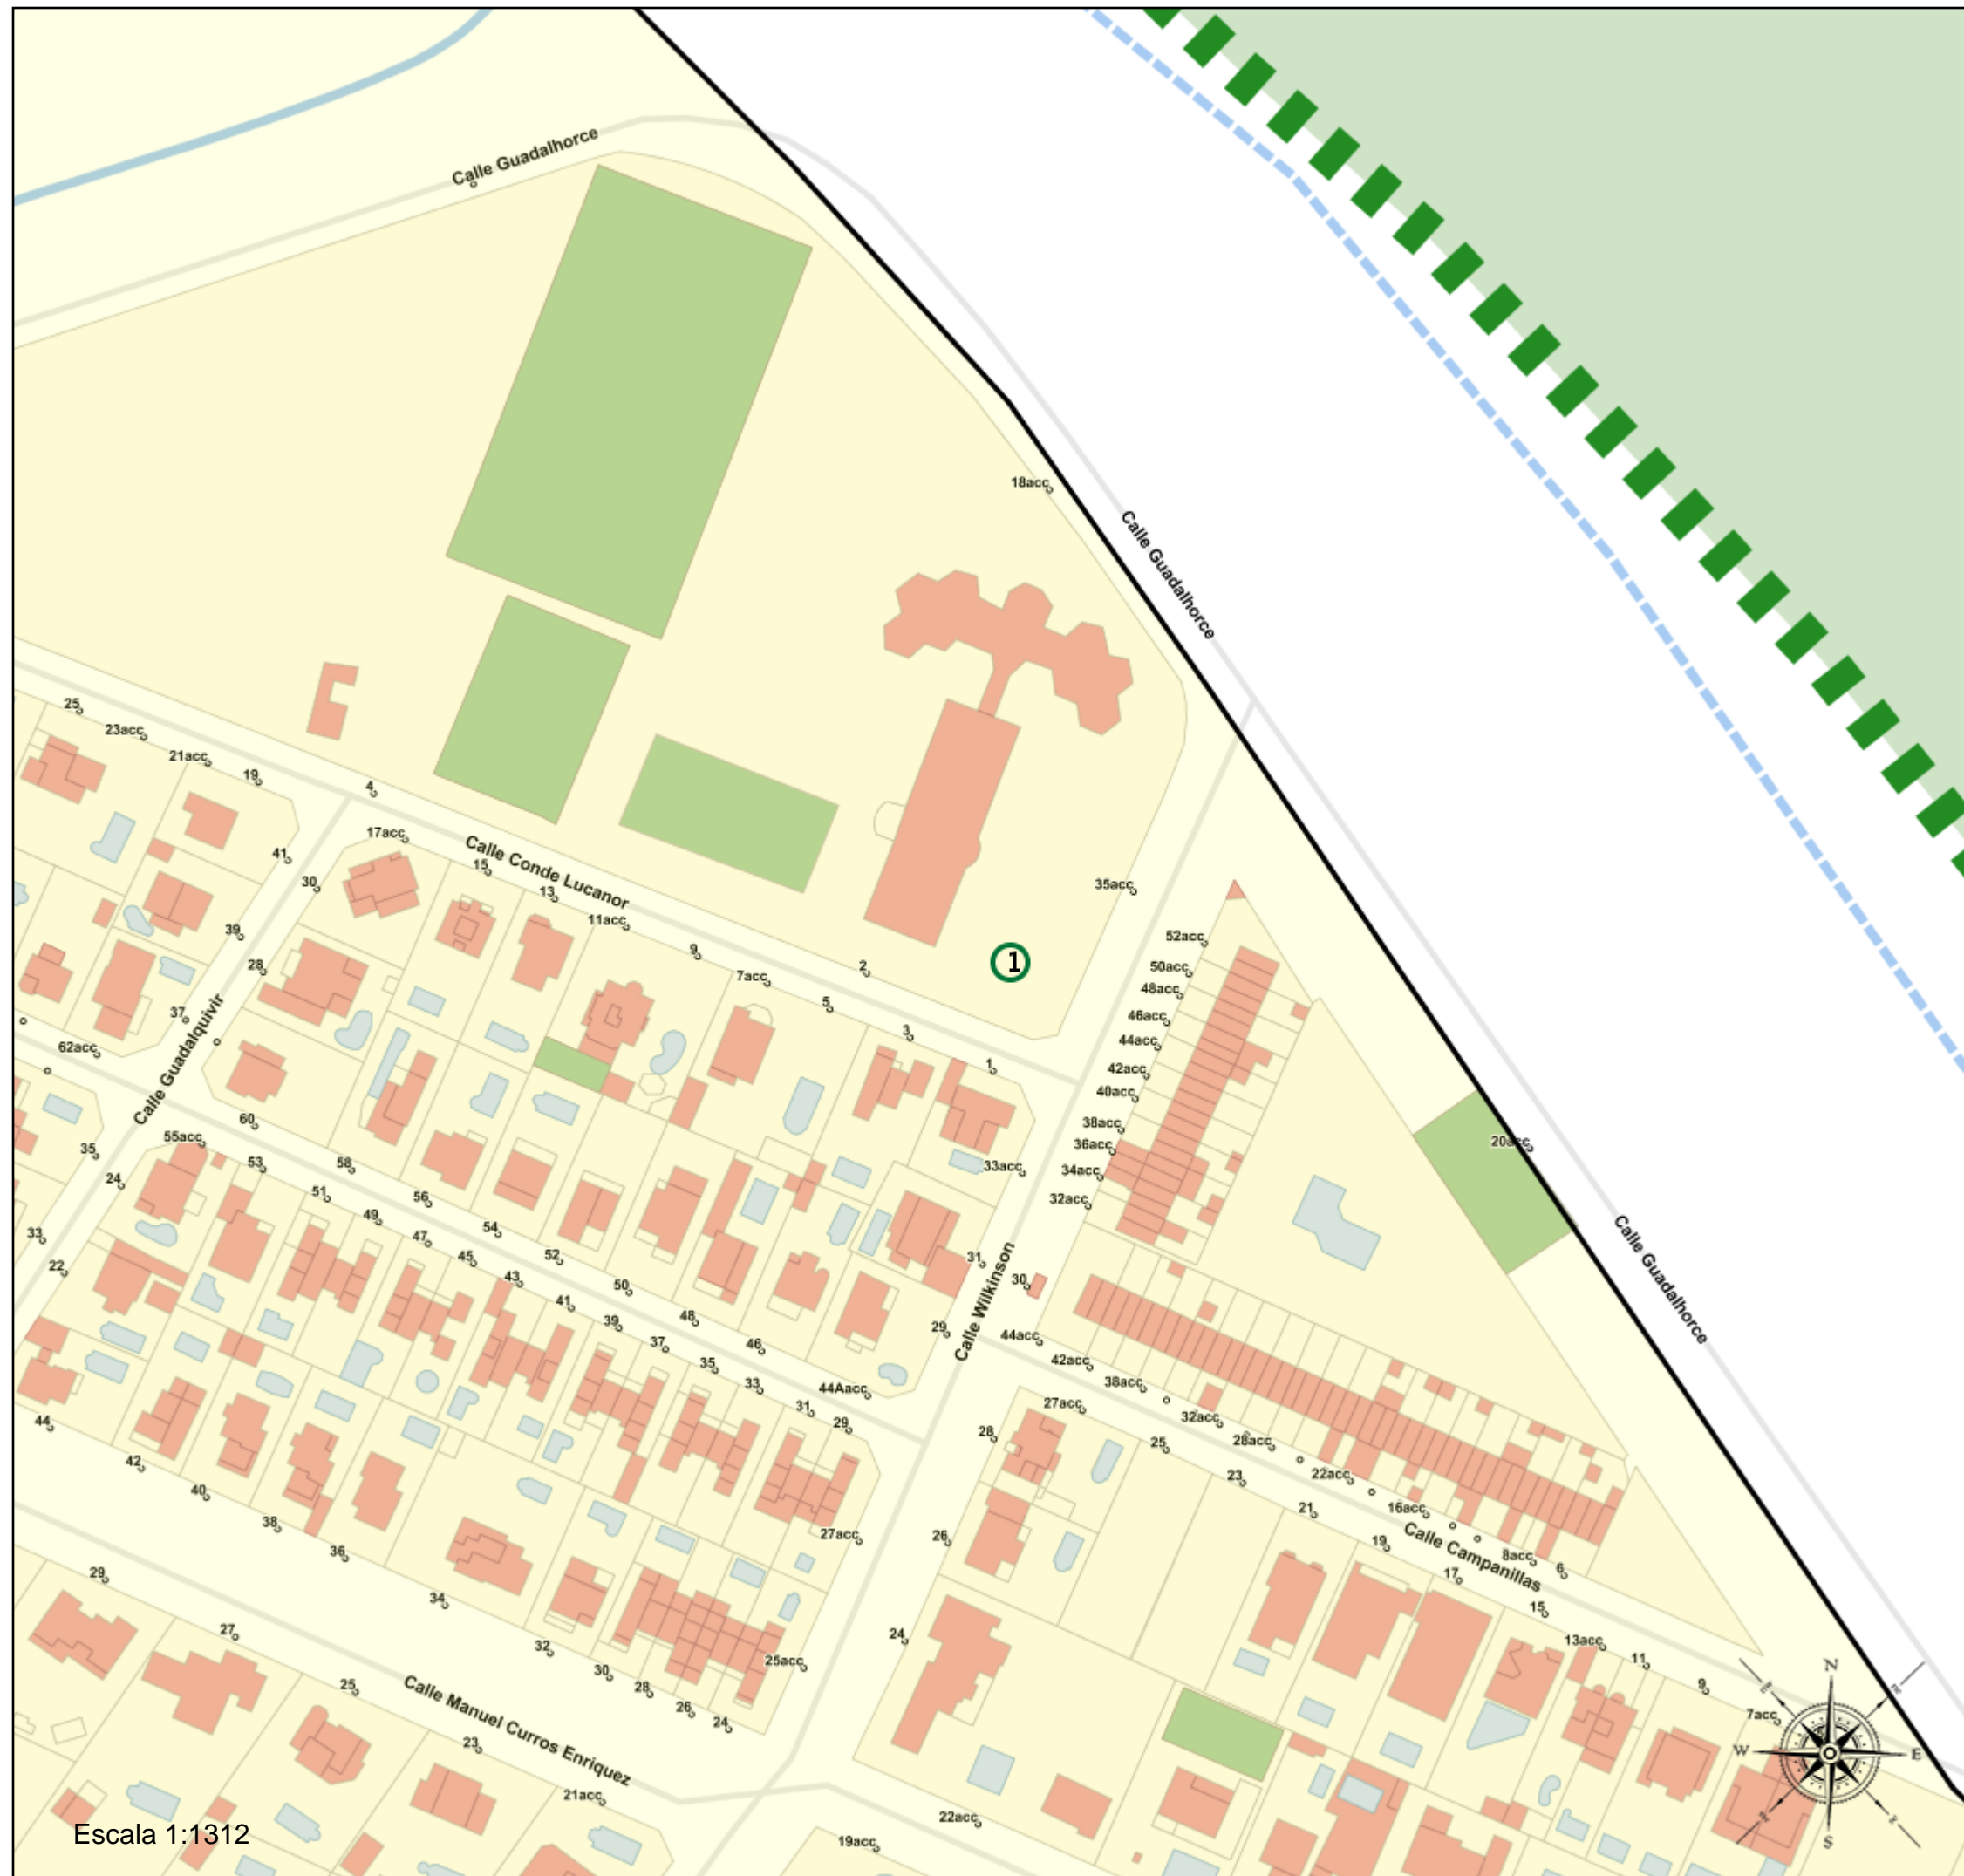 Calle Guadalhorce
18acc
Calle Guadalhorce
25
23acc
21acc
19
4
17acc
Calle Conde Lucanor
15
13
11acc
9
7acc
2
5
3
1
1
35acc
41
30
39
28
37
62acc
Calle Guadalquivir
52acc
50acc
48acc
46acc
44acc
42acc
40acc
38acc
36acc
34acc
32acc
33acc
20acc
Calle Guadalhorce
60
55acc
53
58
51
56
49
54
47
52
45
43
50
41
48
39
46
37
35
44Aacc
33
31
29
35
24
33
22
31
30
29
Calle Wilkinson
44acc
42acc
38acc
32acc
28acc
22acc
16acc
8acc
6
Calle Campanillas
27acc
28
25
23
21
19
17
15
13acc
11
9
7acc
26
24
27acc
25acc
44
42
40
38
36
34
32
30
28
26
24
29
27
25
Calle Manuel Curros Enriquez
23
21acc
22acc
19acc
N
W
E
S
Escala 1:1312